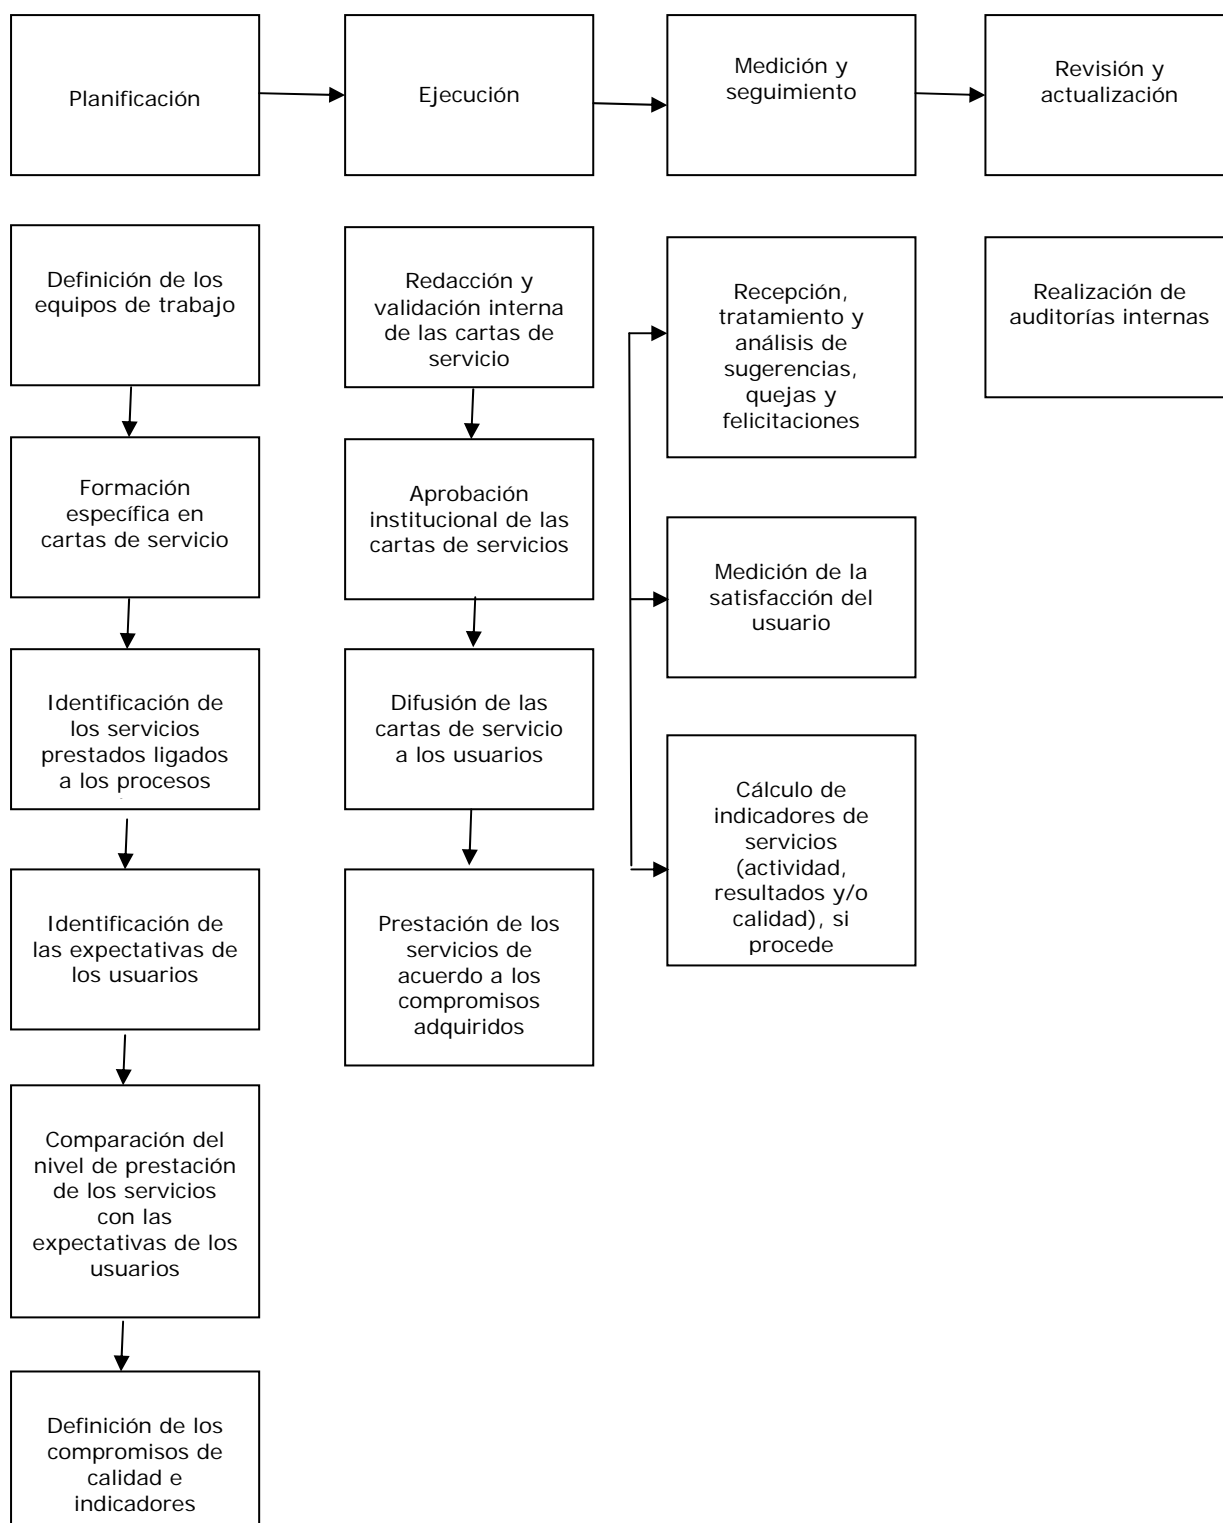 Planificación
Ejecución
Medición y
seguimiento
Revisión y
actualización
Definición de los
equipos de trabajo
Formación
específica en
cartas de servicio
Identificación de
los servicios
prestados ligados
a los procesos
Identificación de
las expectativas de
los usuarios
Comparación del
nivel de prestación
de los servicios
con las
expectativas de los
usuarios
Definición de los
compromisos de
calidad e
indicadores
Redacción y
validación interna
de las cartas de
servicio
Aprobación
institucional de las
cartas de servicios
Difusión de las
cartas de servicio
a los usuarios
Prestación de los
servicios de
acuerdo a los
compromisos
adquiridos
Recepción,
tratamiento y
análisis de
sugerencias,
quejas y
felicitaciones
Medición de la
satisfacción del
usuario
Cálculo de
indicadores de
servicios
(actividad,
resultados y/o
calidad), si
procede
Realización de
auditorías internas